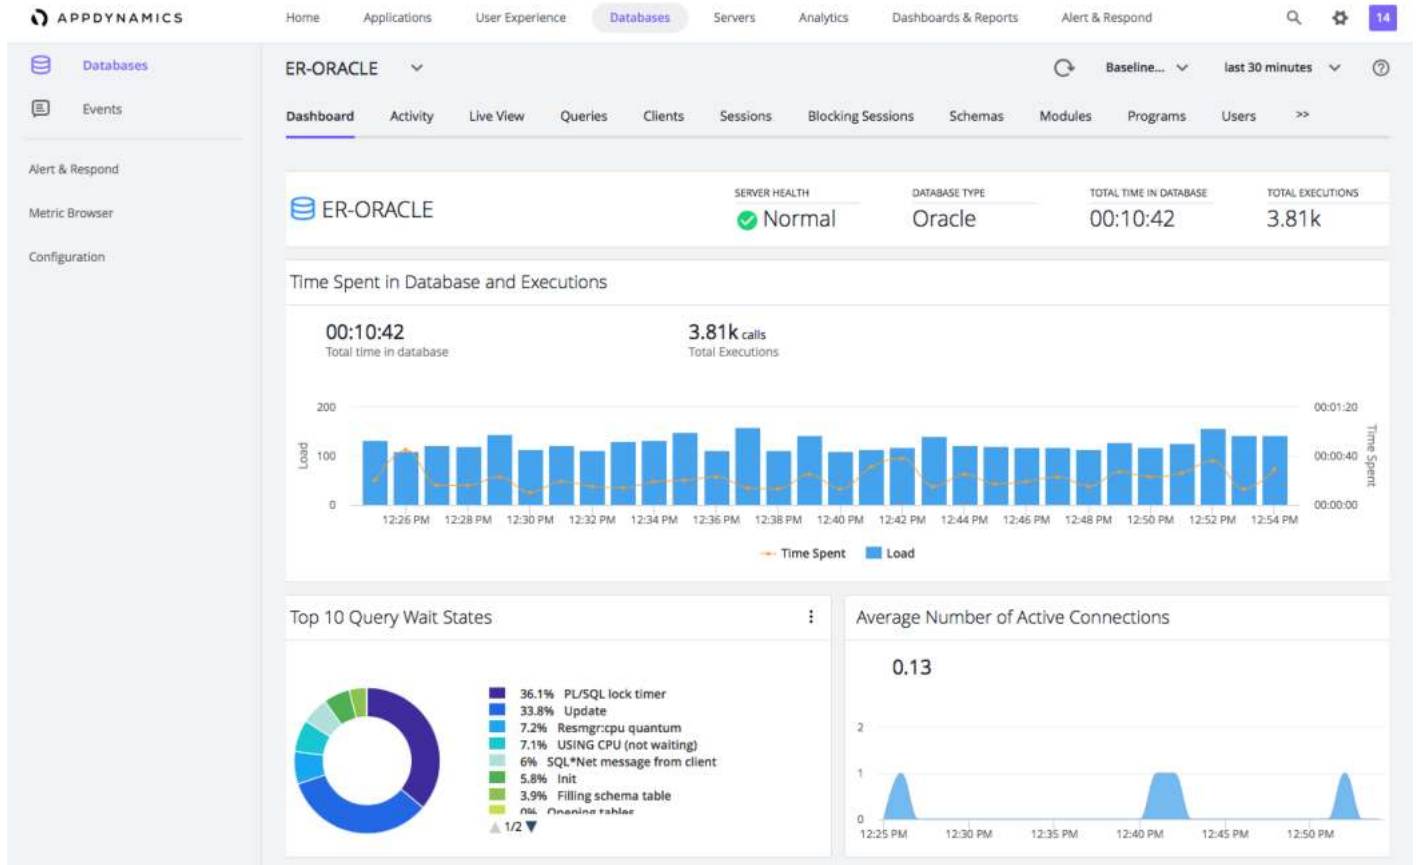 APPDYNAMICS
Home Applications User Experience Databases Servers Analytics Dashboards & Reports Alert & Respond 14
Databases
Events
Alert & Respond
Metric Browser
Configuration
ER-ORACLE Baseline... last 30 minutes
Dashboard Activity Live View Queries Clients Sessions Blocking Sessions Schemas Modules Programs Users >>
ER-ORACLE
SERVER HEALTH DATABASE TYPE TOTAL TIME IN DATABASE TOTAL EXECUTIONS
Normal Oracle 00:10:42 3.81k
Time Spent in Database and Executions
00:10:42 3.81k calls
Total time in database Total Executions
200 00:01:20
100 00:00:40
0 00:00:00
Load
Time Spent
12:26 PM 12:28 PM 12:30 PM 12:32 PM 12:34 PM 12:36 PM 12:38 PM 12:40 PM 12:42 PM 12:44 PM 12:46 PM 12:48 PM 12:50 PM 12:52 PM 12:54 PM
Time Spent Load
Top 10 Query Wait States
36.1% PL/SQL lock timer
33.8% Update
7.2% Resmgr:cpu quantum
7.1% USING CPU (not waiting)
6% SQL*Net message from client
5.8% Init
3.9% Filling schema table
0% Opening tables
1/2
Average Number of Active Connections
0.13
2
1
0
12:25 PM 12:30 PM 12:35 PM 12:40 PM 12:45 PM 12:50 PM